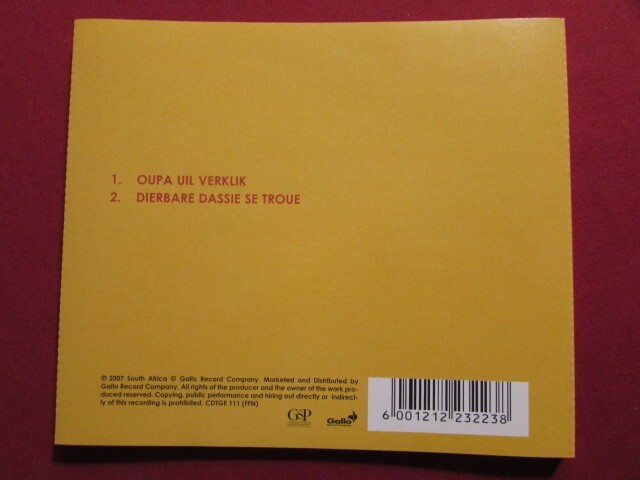 1. OUPA UIL VERKLIK
2. DIERBARE DASSIE SE TROUE
℗ 2007 South Africa © Gallo Record Company. Marketed and Distributed by
Gallo Record Company. All rights of the producer and the owner of the work pro-
duced reserved. Copying, public performance and hiring out directly or indirect-
ly of this recording is prohibited. CDTGE 111 (FFN)
GSP
Gallo
6 001212 232238